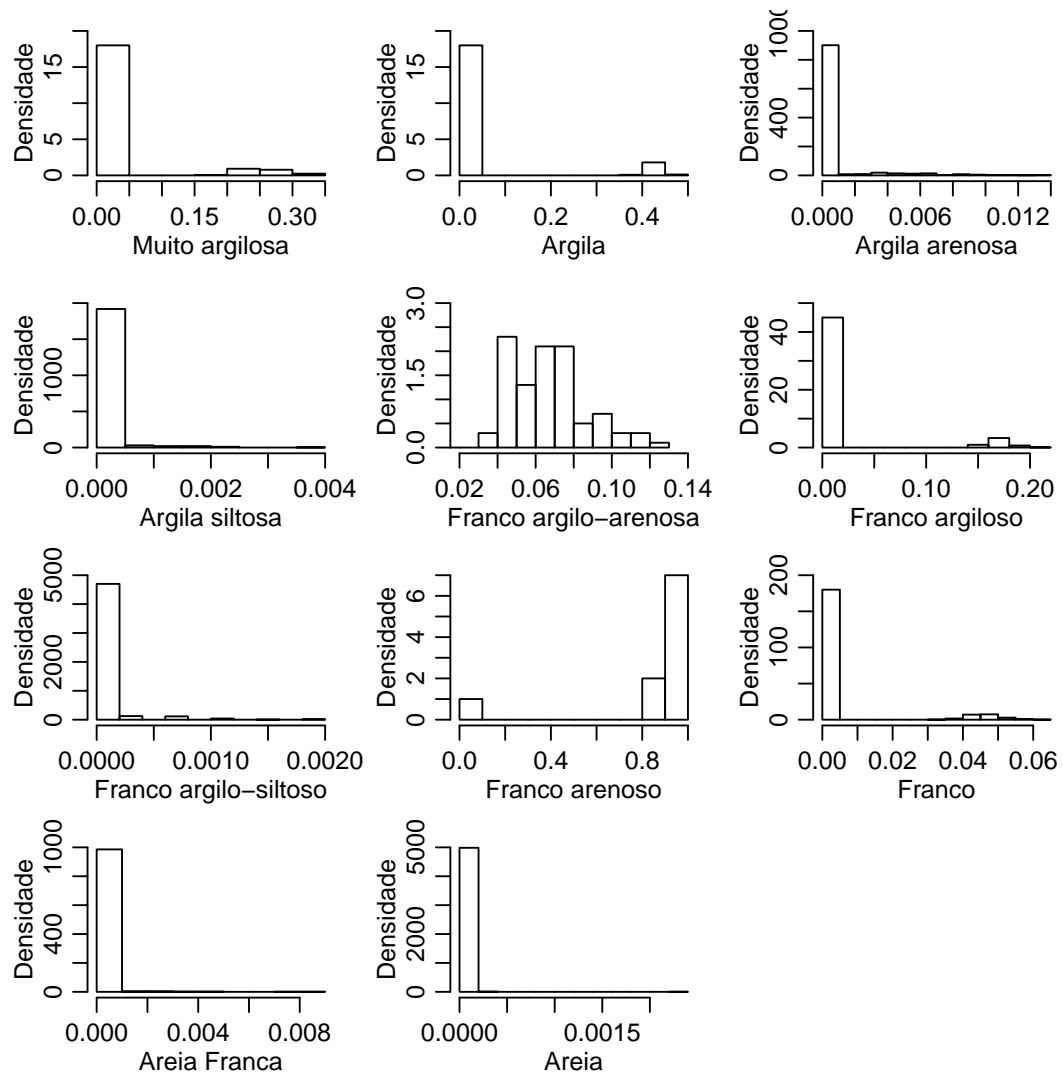 Densidade
0 5 15
0.00 0.15 0.30
Muito argilosa
Densidade
0 5 15
0.0 0.2 0.4
Argila
Densidade
0 400 1000
0.000 0.006 0.012
Argila arenosa
Densidade
0 1000
0.000 0.002 0.004
Argila siltosa
Densidade
0.0 1.5 3.0
0.02 0.06 0.10 0.14
Franco argilo−arenosa
Densidade
0 20 40
0.00 0.10 0.20
Franco argiloso
Densidade
0 2000 5000
0.0000 0.0010 0.0020
Franco argilo−siltoso
Densidade
0 2 4 6
0.0 0.4 0.8
Franco arenoso
Densidade
0 100 200
0.00 0.02 0.04 0.06
Franco
Densidade
0 400 1000
0.000 0.004 0.008
Areia Franca
Densidade
0 2000 5000
0.0000 0.0015
Areia